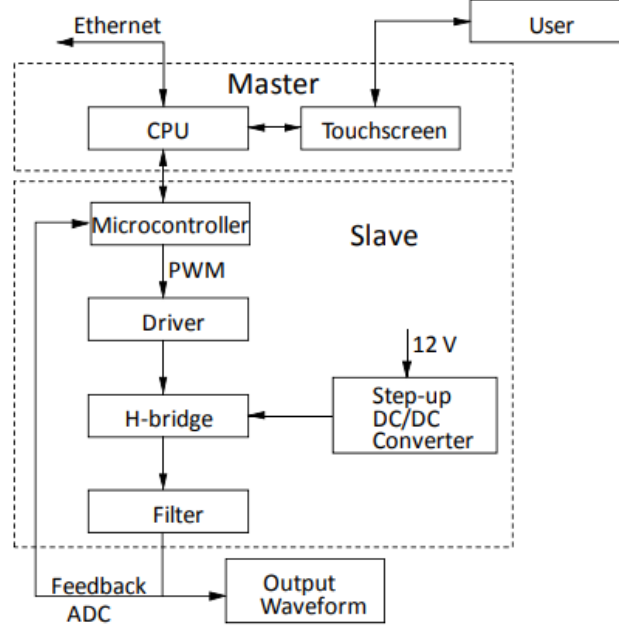 Ethernet
User
Master
CPU
Touchscreen
Microcontroller
Slave
PWM
Driver
12 V
Step-up
DC/DC
Converter
H-bridge
Filter
Feedback
ADC
Output
Waveform